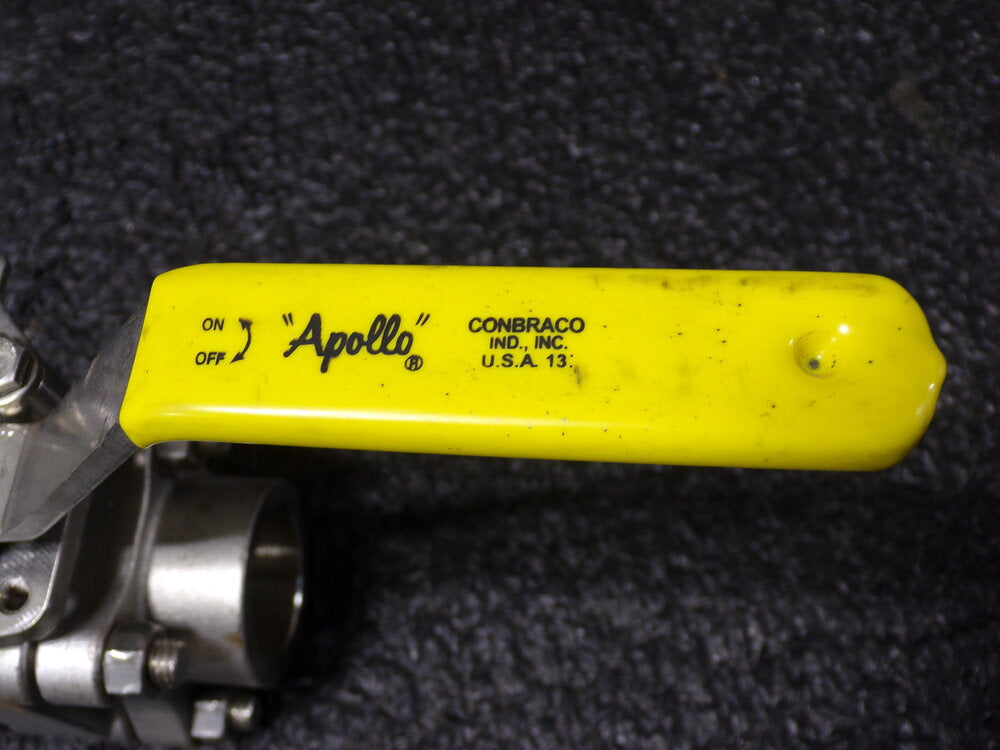 ON
OFF
"Apollo"®
CONBRACO
IND., INC.
U.S.A. 13